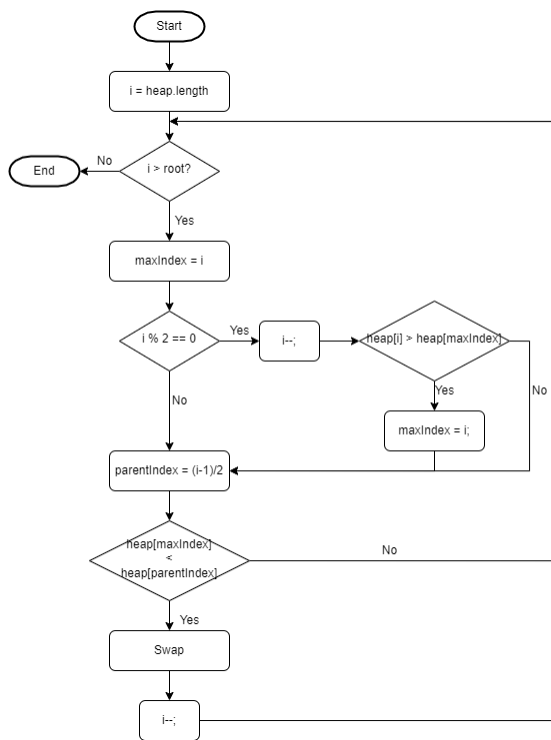 Start
i = heap.length
i > root?
No
End
Yes
maxIndex = i
i % 2 == 0
Yes
i--;
heap[i] > heap[maxIndex]
Yes
No
No
maxIndex = i;
parentIndex = (i-1)/2
heap[maxIndex]
<
heap[parentIndex]
No
Yes
Swap
i--;